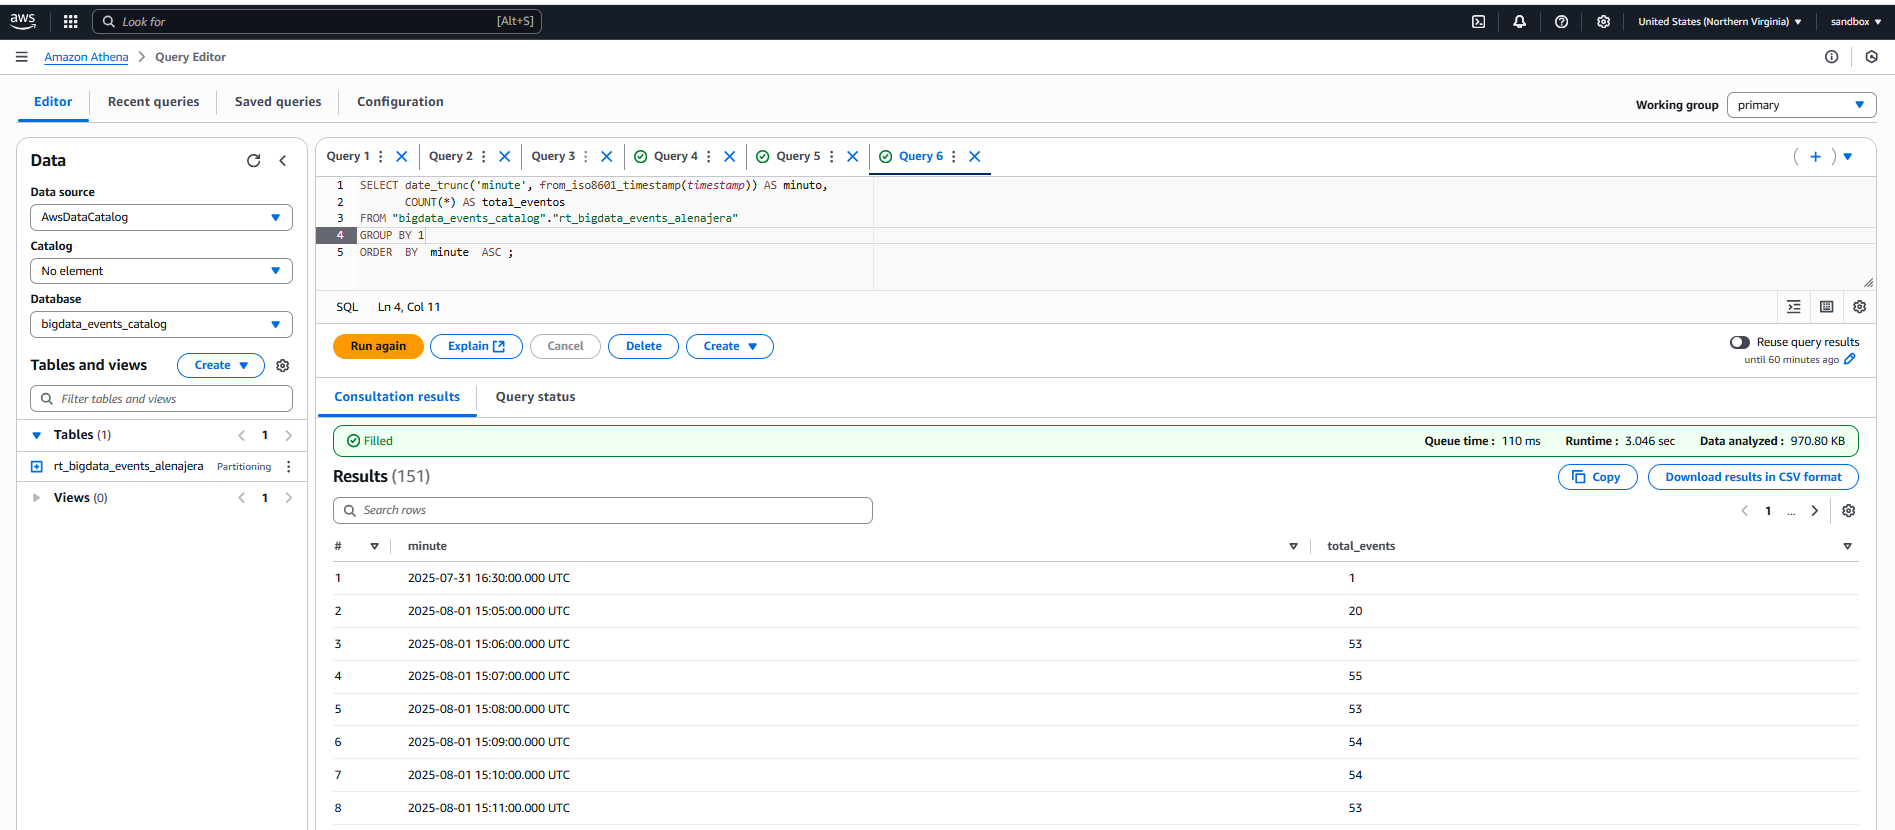 aws
Look for
[Alt+S]
United States (Northern Virginia)
sandbox
Amazon Athena
Query Editor
Editor
Recent queries
Saved queries
Configuration
Working group
primary
Data
Data source
AwsDataCatalog
Catalog
No element
Database
bigdata_events_catalog
Tables and views
Create
Filter tables and views
Tables (1)
1
rt_bigdata_events_alenajera
Partitioning
Views (0)
1
Query 1
Query 2
Query 3
Query 4
Query 5
Query 6
1 SELECT date_trunc('minute', from_iso8601_timestamp(timestamp)) AS minuto,
2 COUNT(*) AS total_eventos
3 FROM "bigdata_events_catalog"."rt_bigdata_events_alenajera"
4 GROUP BY 1
5 ORDER BY minute ASC ;
SQL
Ln 4, Col 11
Run again
Explain
Cancel
Delete
Create
Reuse query results
until 60 minutes ago
Consultation results
Query status
Filled
Queue time : 110 ms
Runtime : 3.046 sec
Data analyzed : 970.80 KB
Results (151)
Copy
Download results in CSV format
Search rows
1
...
# minute total_events
1 2025-07-31 16:30:00.000 UTC 1
2 2025-08-01 15:05:00.000 UTC 20
3 2025-08-01 15:06:00.000 UTC 53
4 2025-08-01 15:07:00.000 UTC 55
5 2025-08-01 15:08:00.000 UTC 53
6 2025-08-01 15:09:00.000 UTC 54
7 2025-08-01 15:10:00.000 UTC 54
8 2025-08-01 15:11:00.000 UTC 53